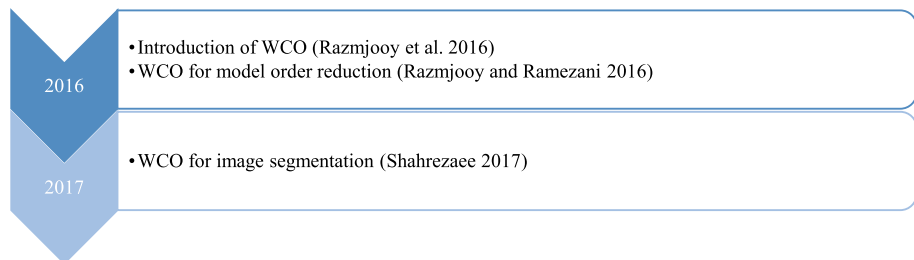 2016
•Introduction of WCO (Razmjooy et al. 2016)
•WCO for model order reduction (Razmjooy and Ramezani 2016)
2017
•WCO for image segmentation (Shahrezaee 2017)